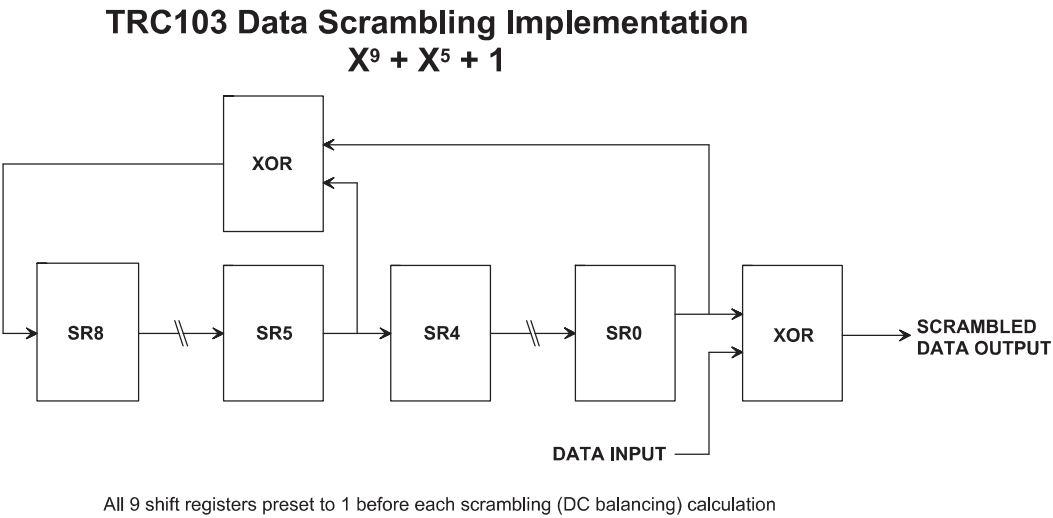 TRC103 Data Scrambling Implementation
X⁹ + X⁵ + 1
XOR
SR8
SR5
SR4
SR0
XOR
SCRAMBLED
DATA OUTPUT
DATA INPUT
All 9 shift registers preset to 1 before each scrambling (DC balancing) calculation